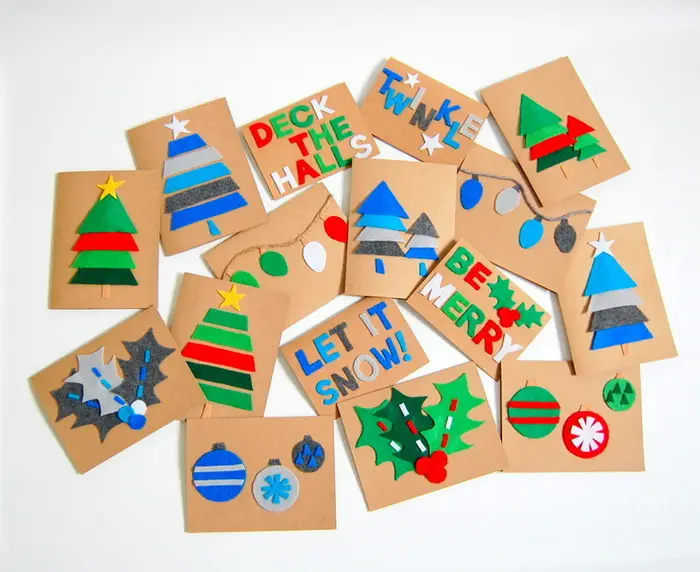 DECK
THE
HALLS
TWINKLE
BE
MERRY
LET IT
SNOW!